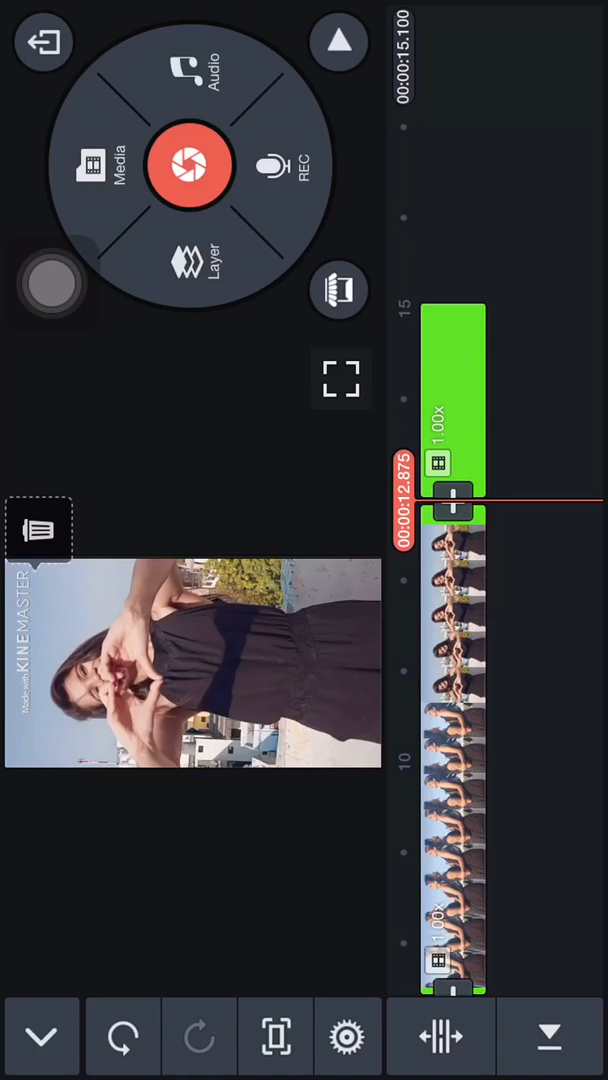 Made with KINEMASTER
Media
Audio
Layer
REC
00:00:12.875
00:00:15.100
10
15
1.00x
1.00x